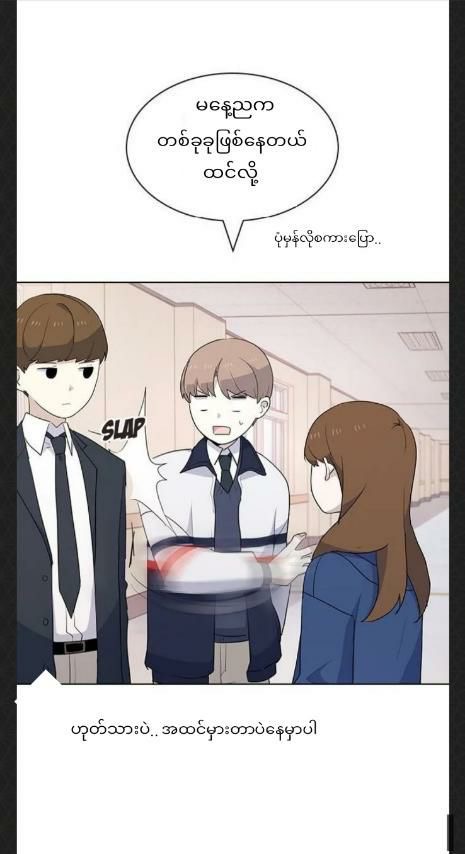 မနေ့ညက
တစ်ခုခုဖြစ်နေတယ်
ထင်လို့
ပုံမှန်လိုစကားပြော..
SLAP
ဟုတ်သားပဲ.. အထင်မှားတာပဲနေမှာပါ